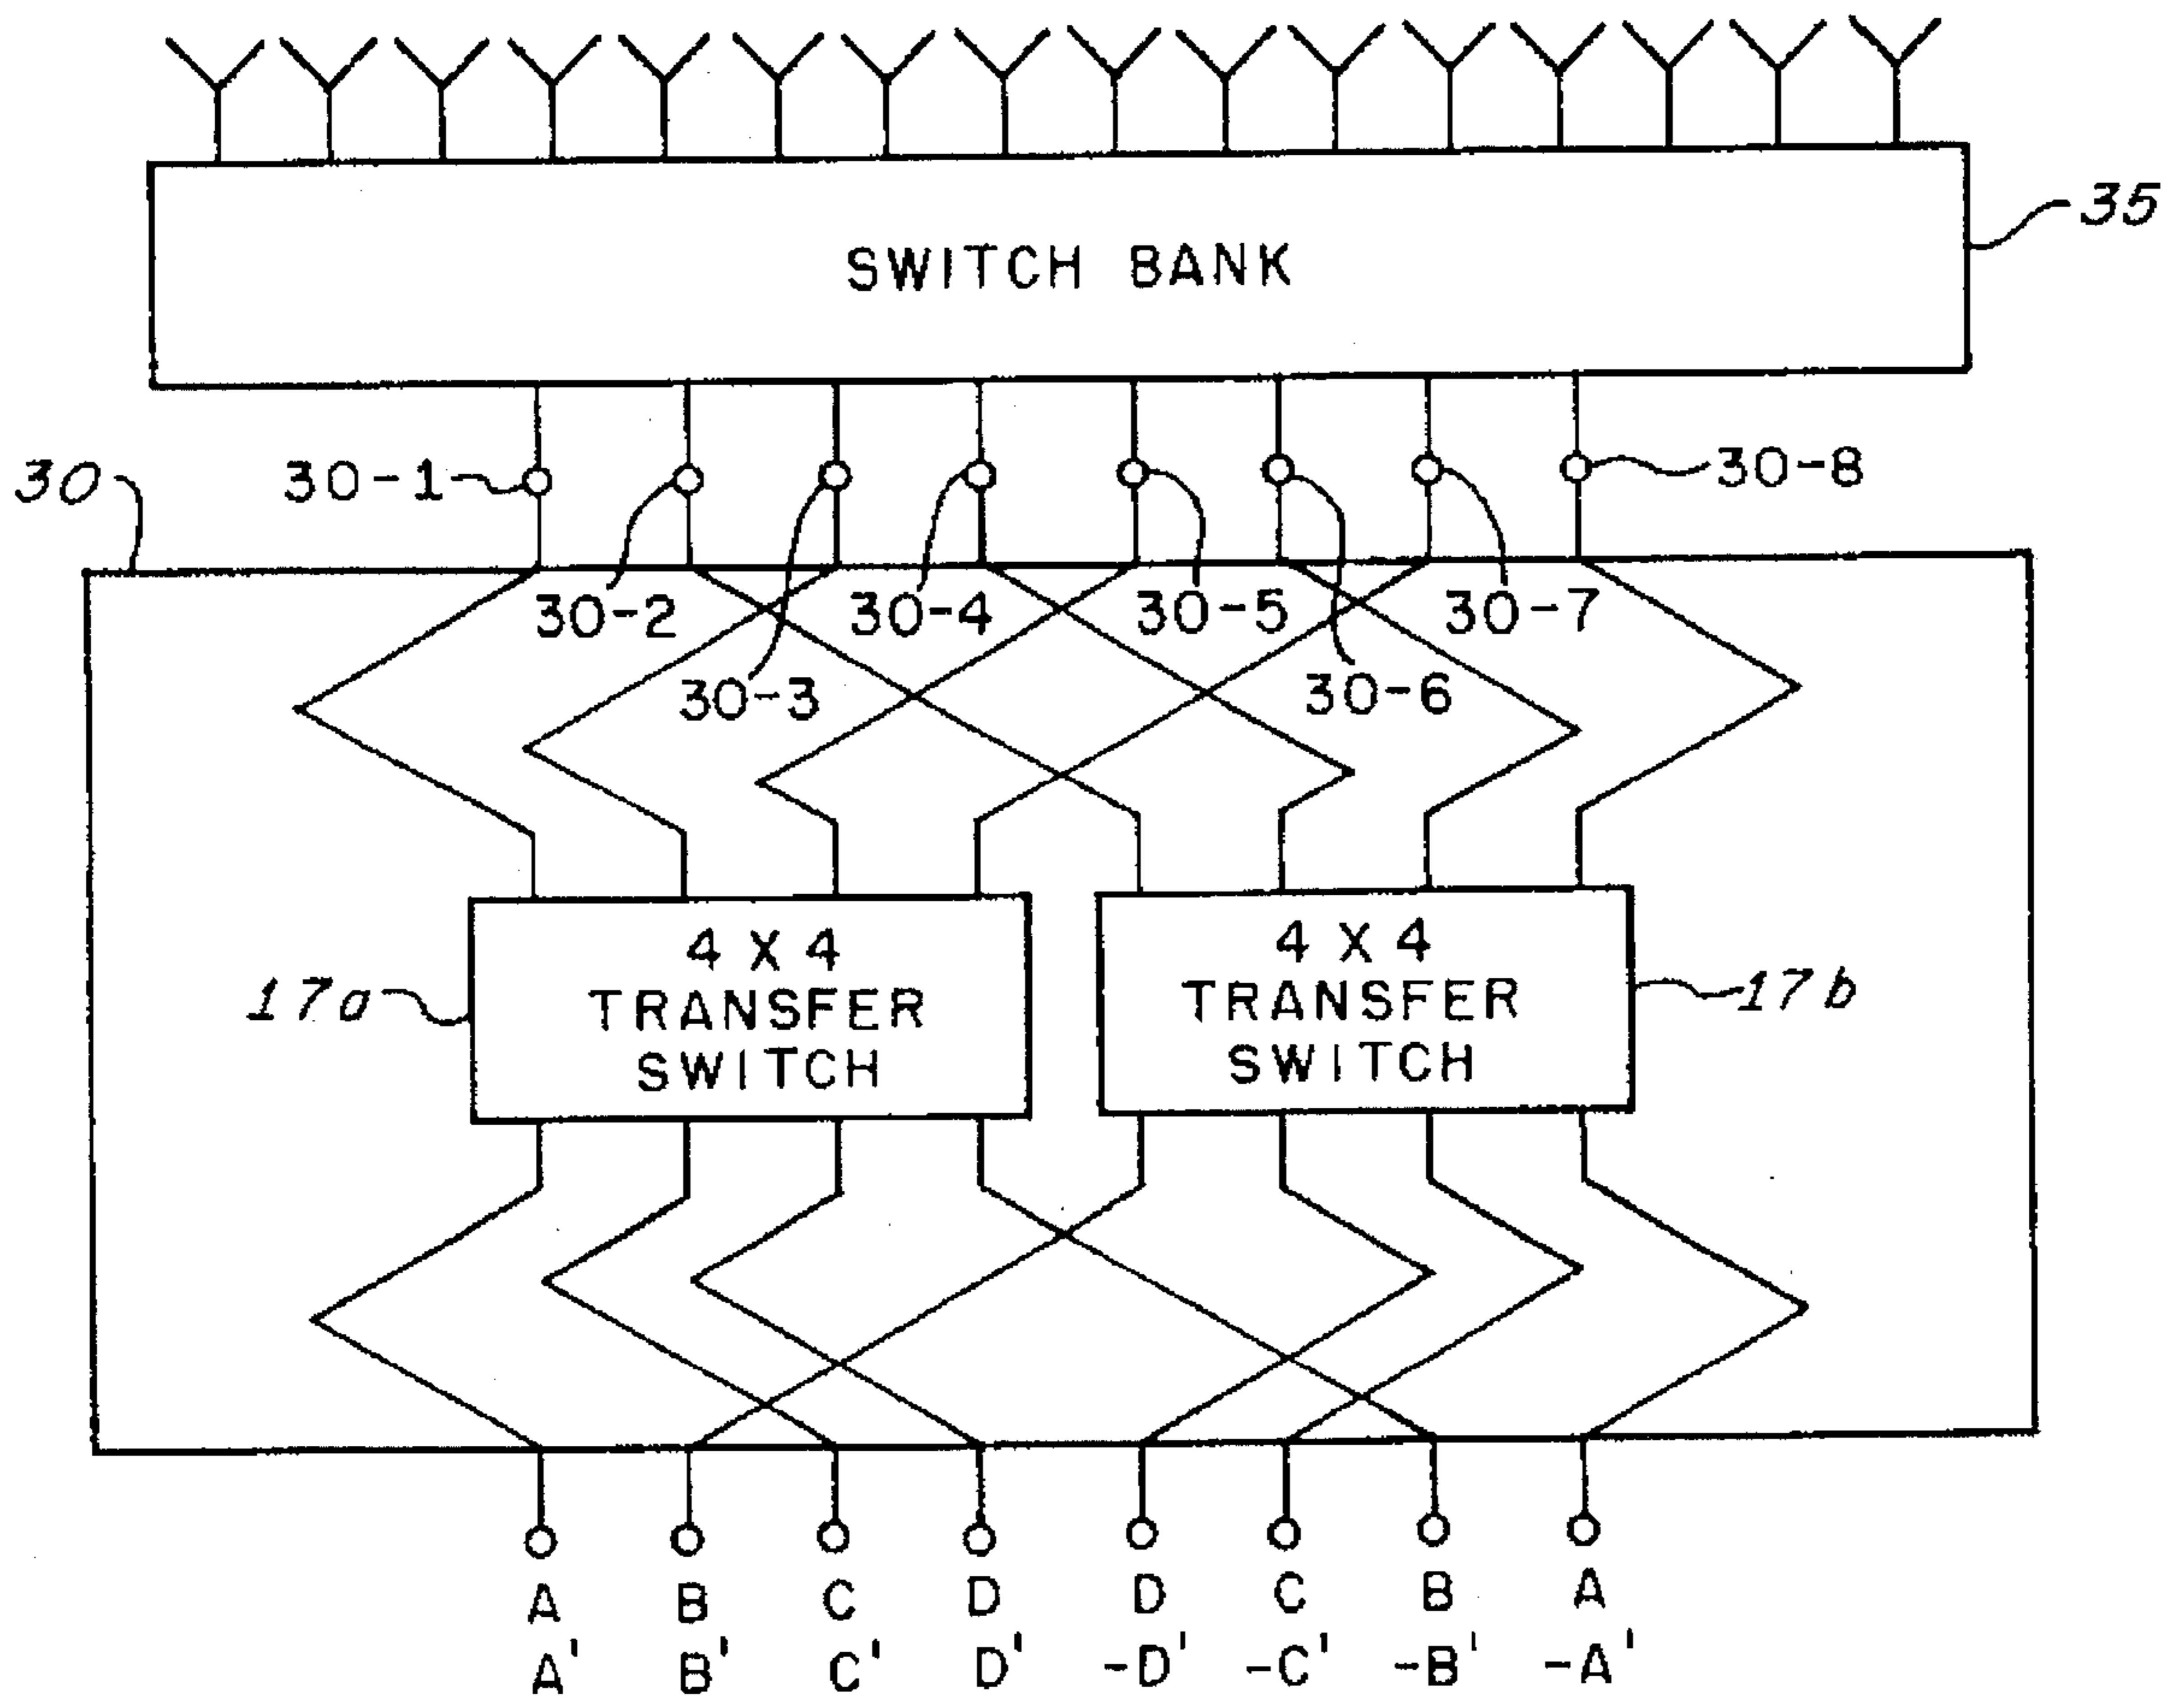 35
SWITCH BANK
30
30-1
30-8
30-2
30-4
30-5
30-7
30-3
30-6
17a
4 X 4
TRANSFER
SWITCH
4 X 4
TRANSFER
SWITCH
17b
A B C D D C B A
A' B' C' D' -D' -C' -B' -A'